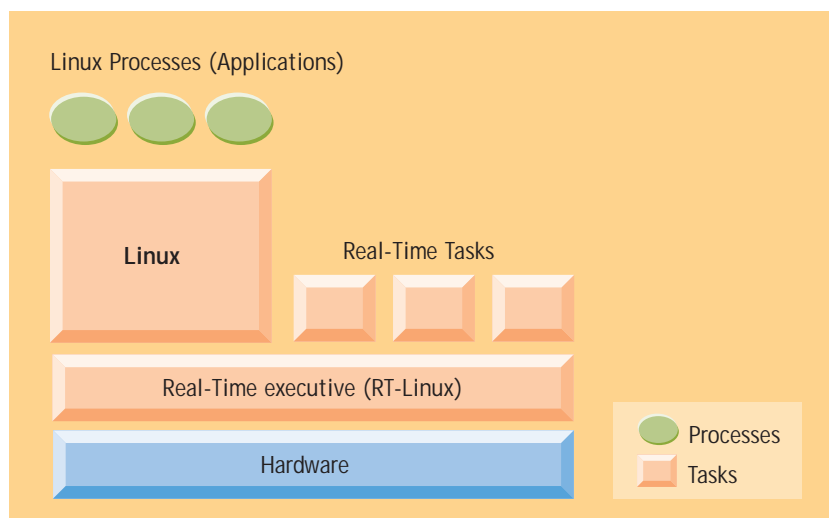 Linux Processes (Applications)
Linux
Real-Time Tasks
Real-Time executive (RT-Linux)
Hardware
Processes
Tasks